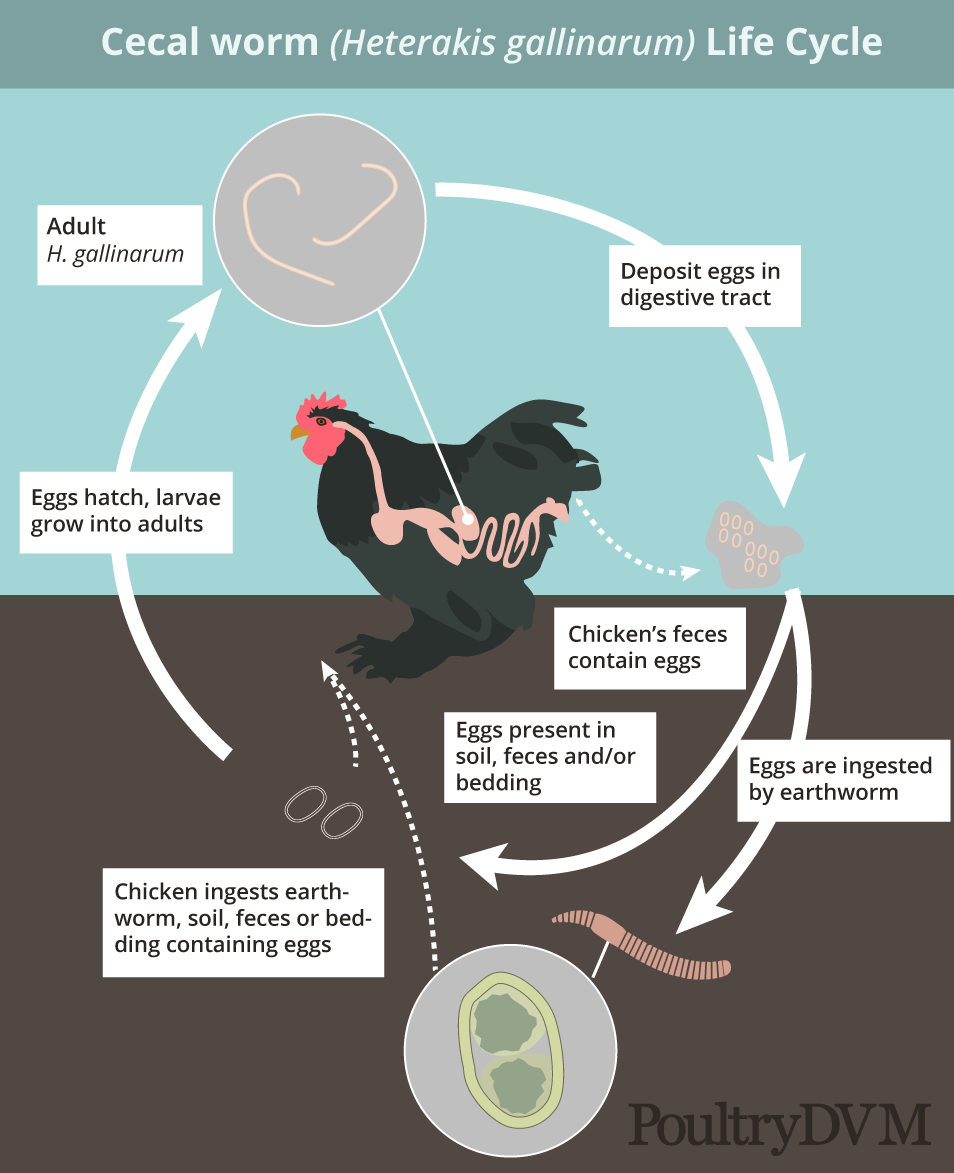 Cecal worm (Heterakis gallinarum) Life Cycle
Adult
H. gallinarum
Deposit eggs in
digestive tract
Eggs hatch, larvae
grow into adults
Chicken's feces
contain eggs
Eggs present in
soil, feces and/or
bedding
Eggs are ingested
by earthworm
Chicken ingests earth-
worm, soil, feces or bed-
ding containing eggs
PoultryDVM